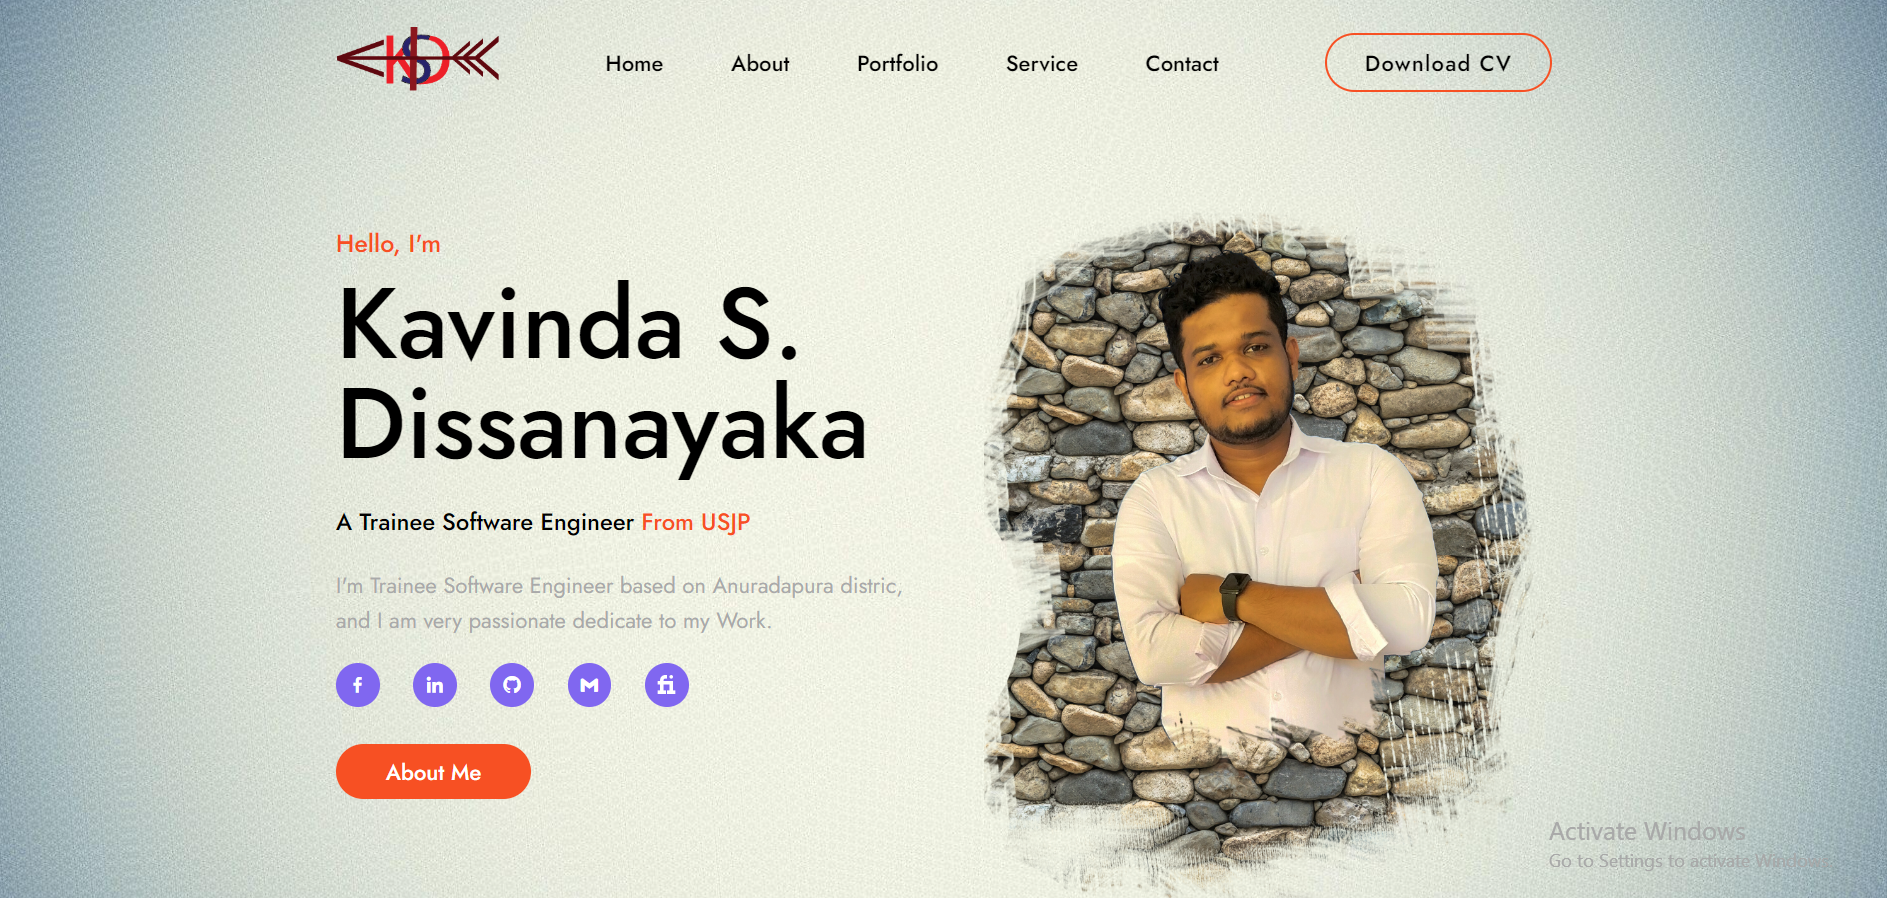 KSD
Home About Portfolio Service Contact Download CV
Hello, I'm
Kavinda S.
Dissanayaka
A Trainee Software Engineer From USJP
I'm Trainee Software Engineer based on Anuradapura distric,
and I am very passionate dedicate to my Work.
About Me
Activate Windows
Go to Settings to activate Windows.